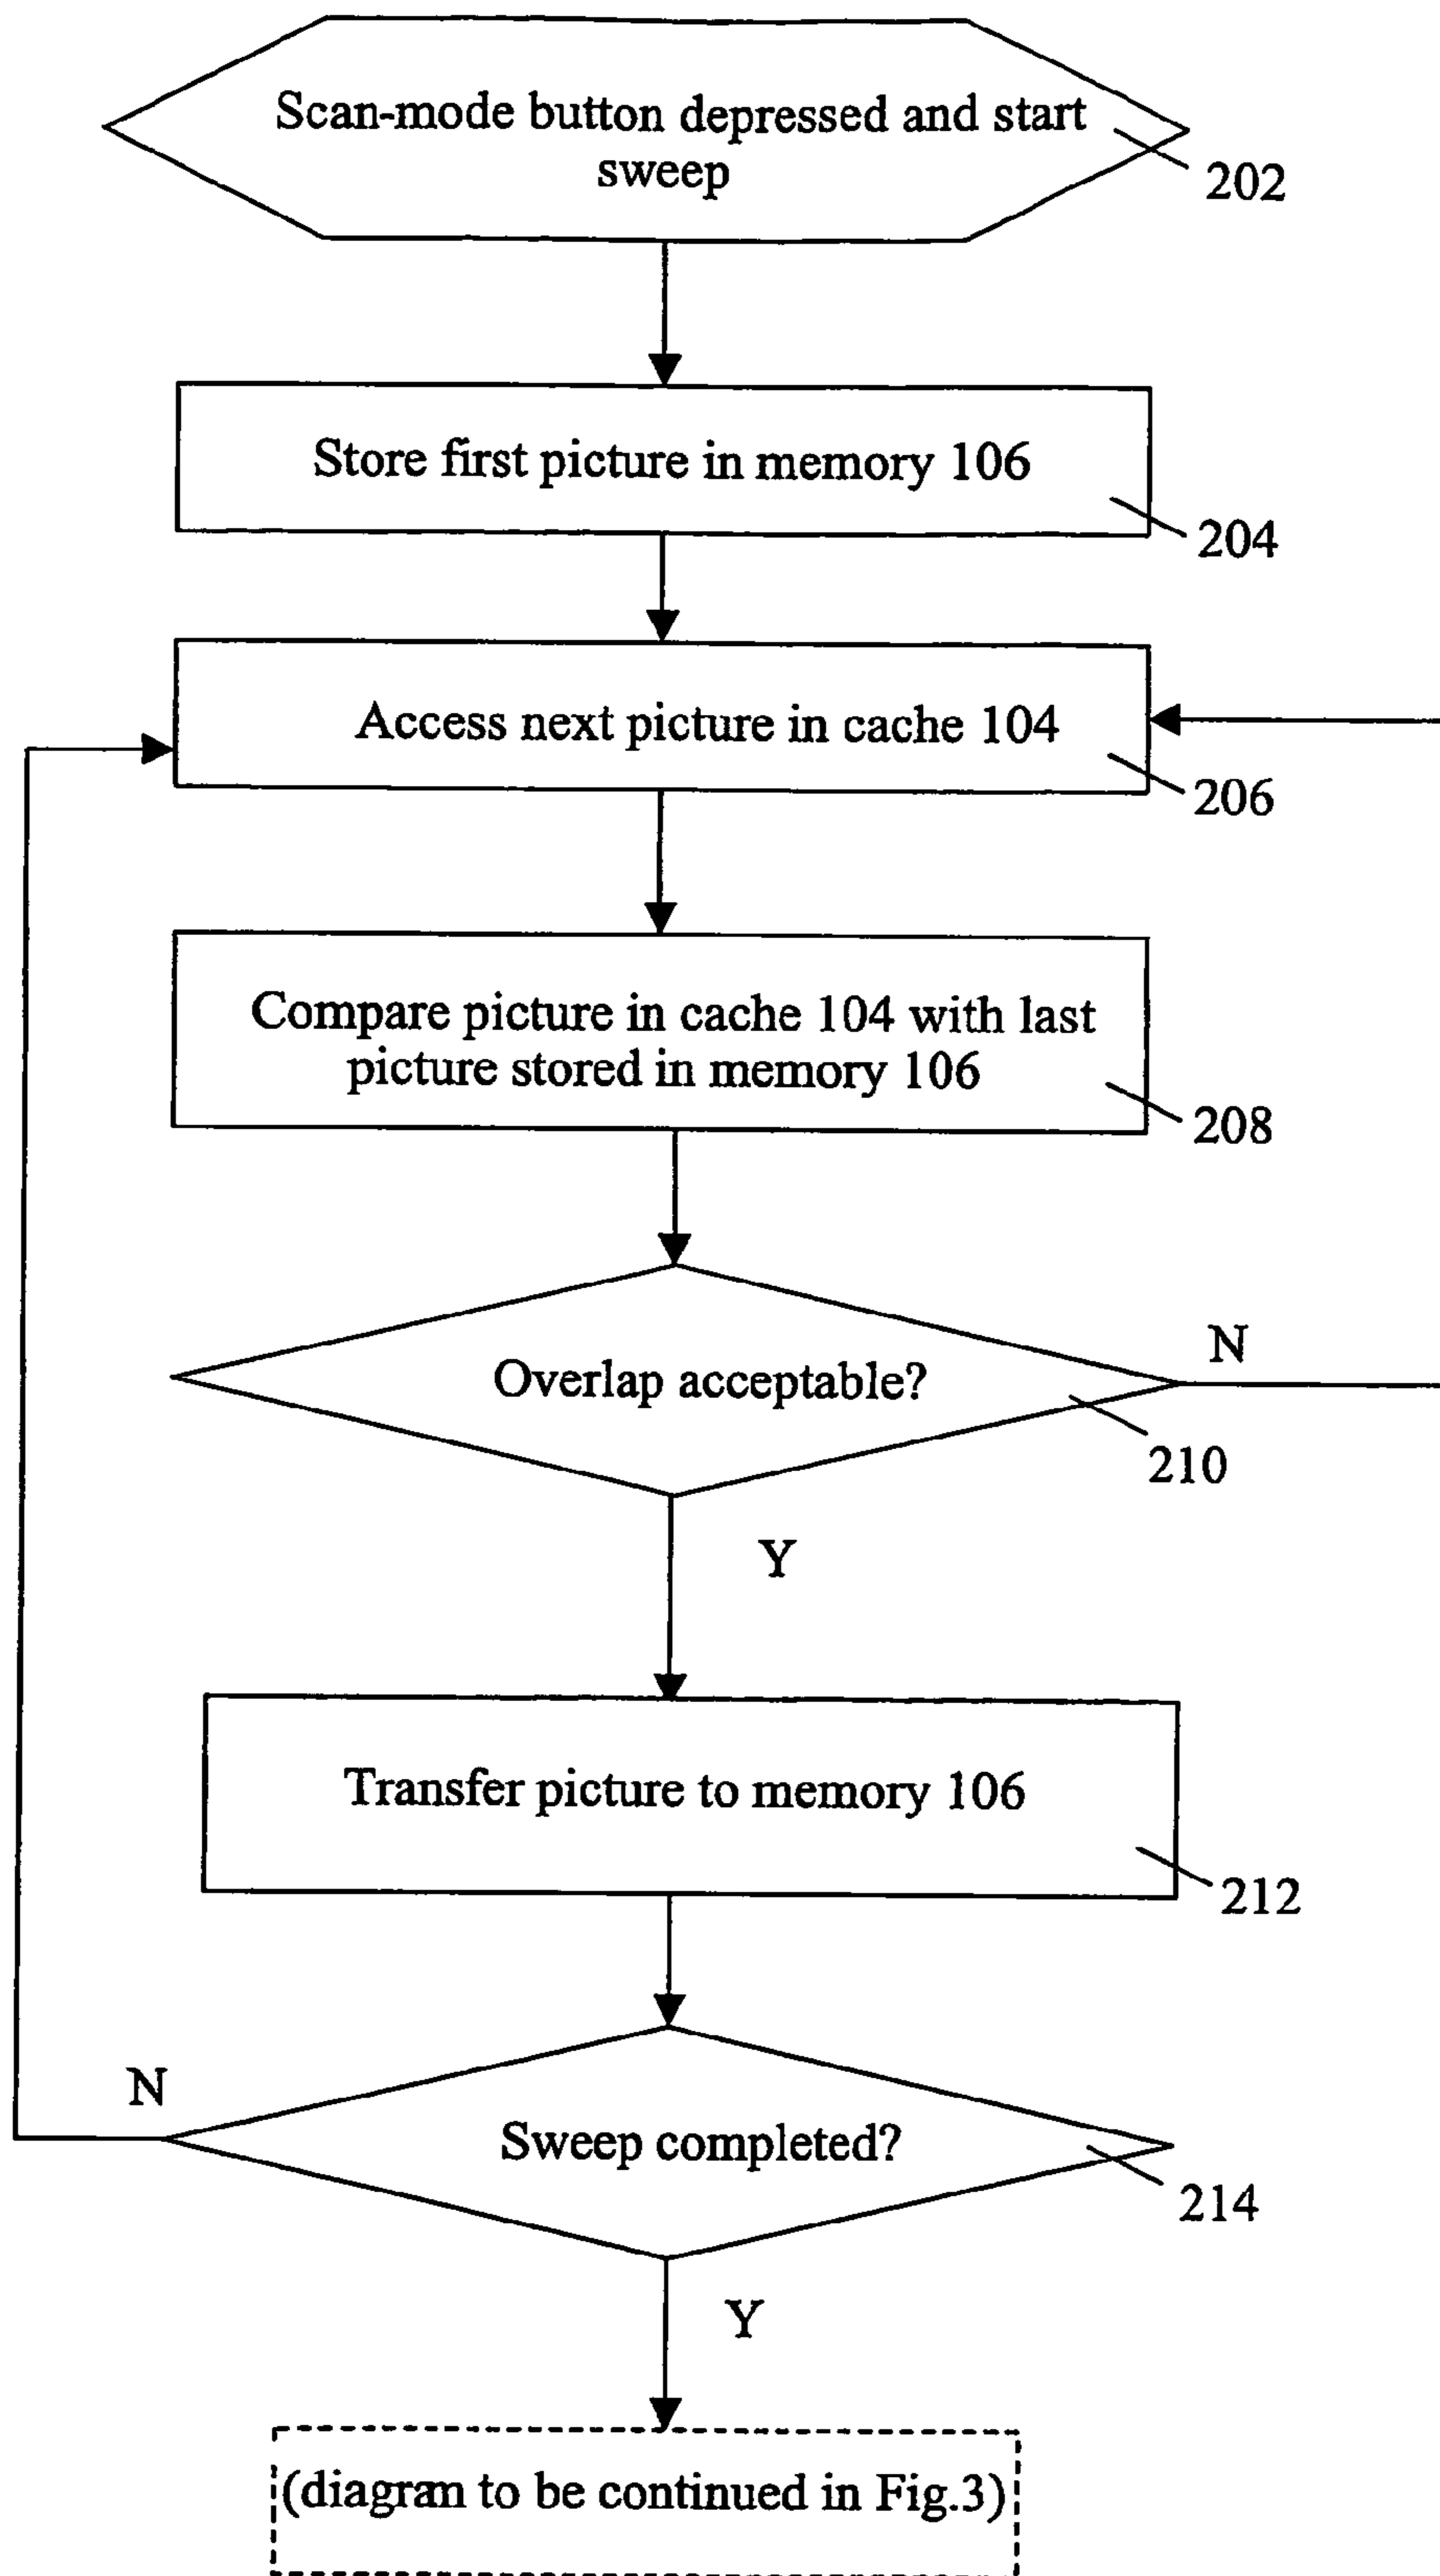 Scan-mode button depressed and start
sweep
202
Store first picture in memory 106
204
Access next picture in cache 104
206
Compare picture in cache 104 with last
picture stored in memory 106
208
Overlap acceptable?
N
210
Y
Transfer picture to memory 106
212
N
Sweep completed?
214
Y
(diagran to be continued in Fig.3)